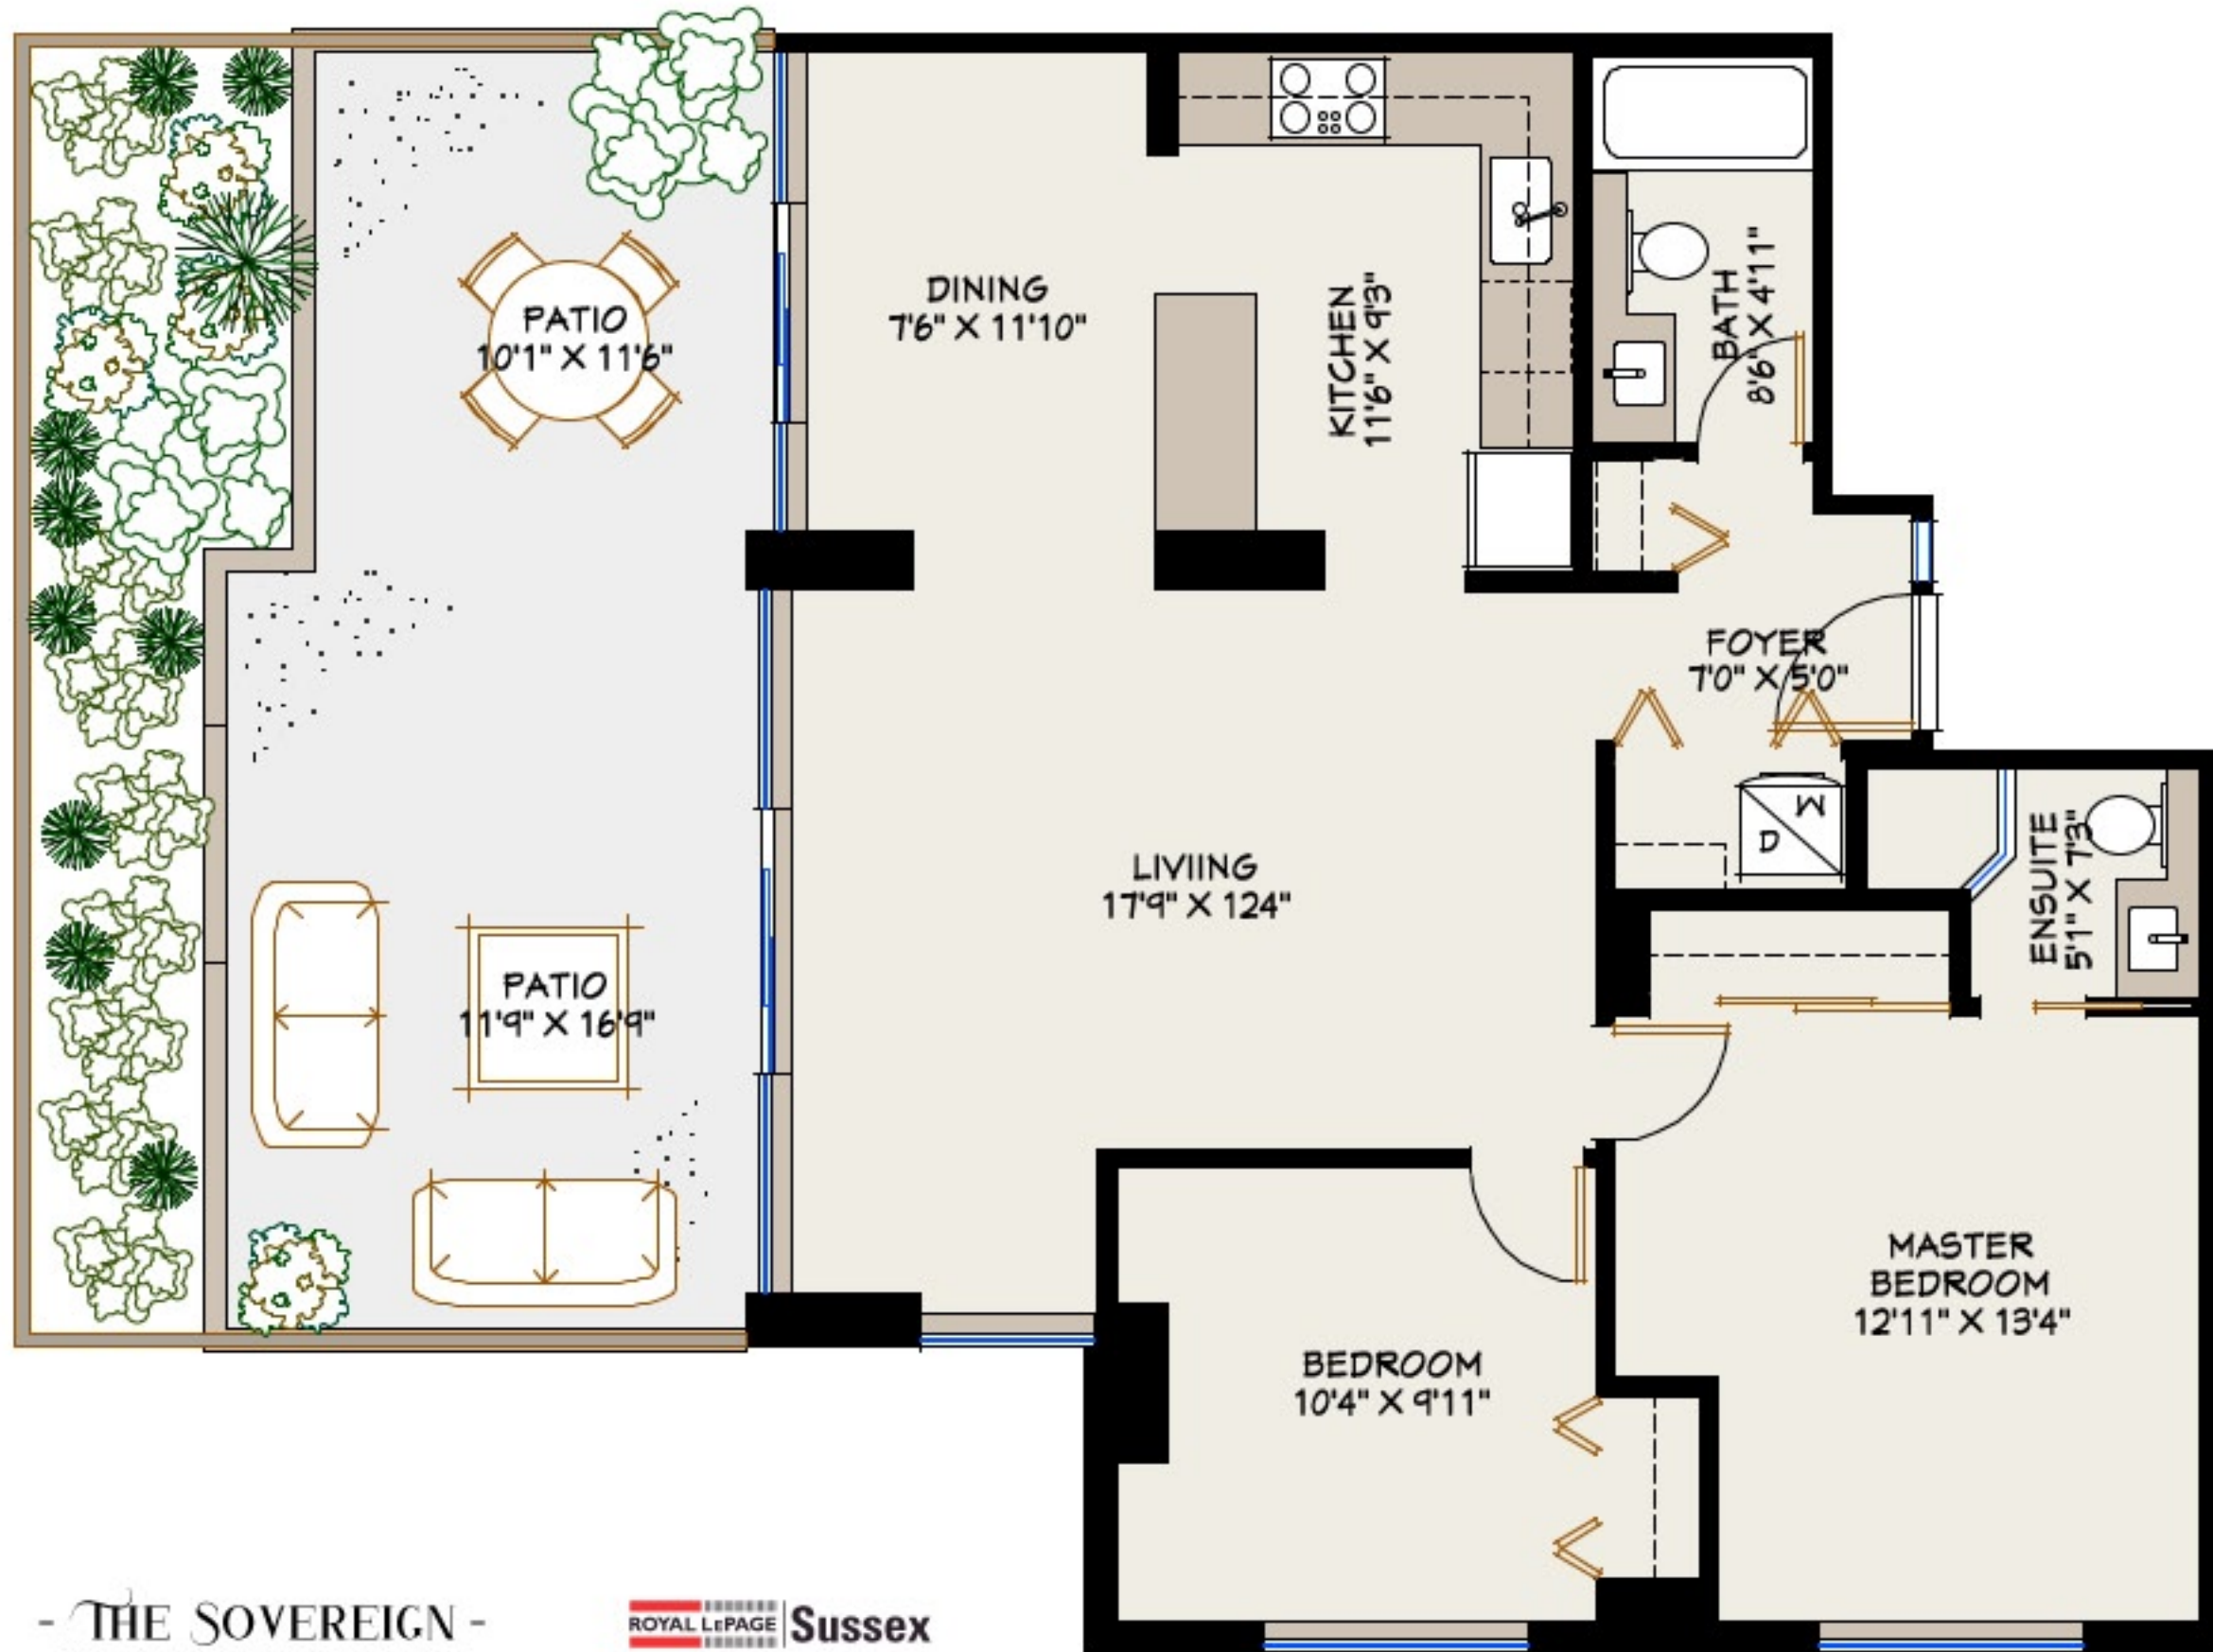 PATIO
10'1" X 11'6"
DINING
7'6" X 11'10"
KITCHEN
11'6" X 9'3"
BATH
8'6" X 4'11"
FOYER
7'0" X 5'0"
W
D
LIVIING
17'9" X 124"
ENSUITE
5'1" X 7'3"
PATIO
11'9" X 16'9"
MASTER
BEDROOM
12'11" X 13'4"
BEDROOM
10'4" X 9'11"
- THE SOVEREIGN -
ROYAL LEPAGE
Sussex